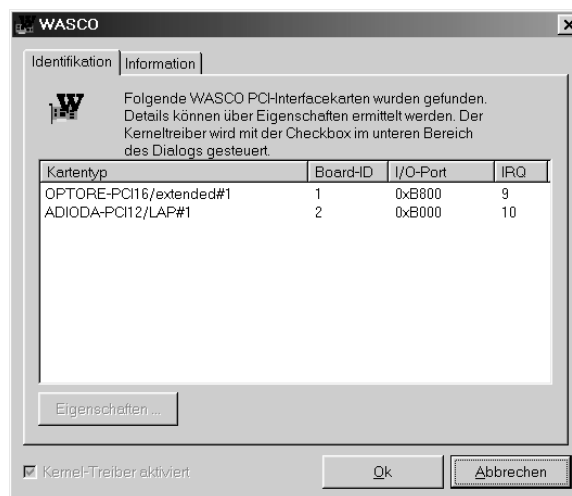 WASCO
Identifikation Information
Folgende WASCO PCI-Interfacekarten wurden gefunden.
Details können über Eigenschaften ermittelt werden. Der
Kerneltreiber wird mit der Checkbox im unteren Bereich
des Dialogs gesteuert.
Kartentyp Board-ID I/O-Port IRQ
OPTORE-PCI16/extended#1 1 0xB800 9
ADIODA-PCI12/LAP#1 2 0xB000 10
Eigenschaften ...
Kernel-Treiber aktiviert Ok Abbrechen